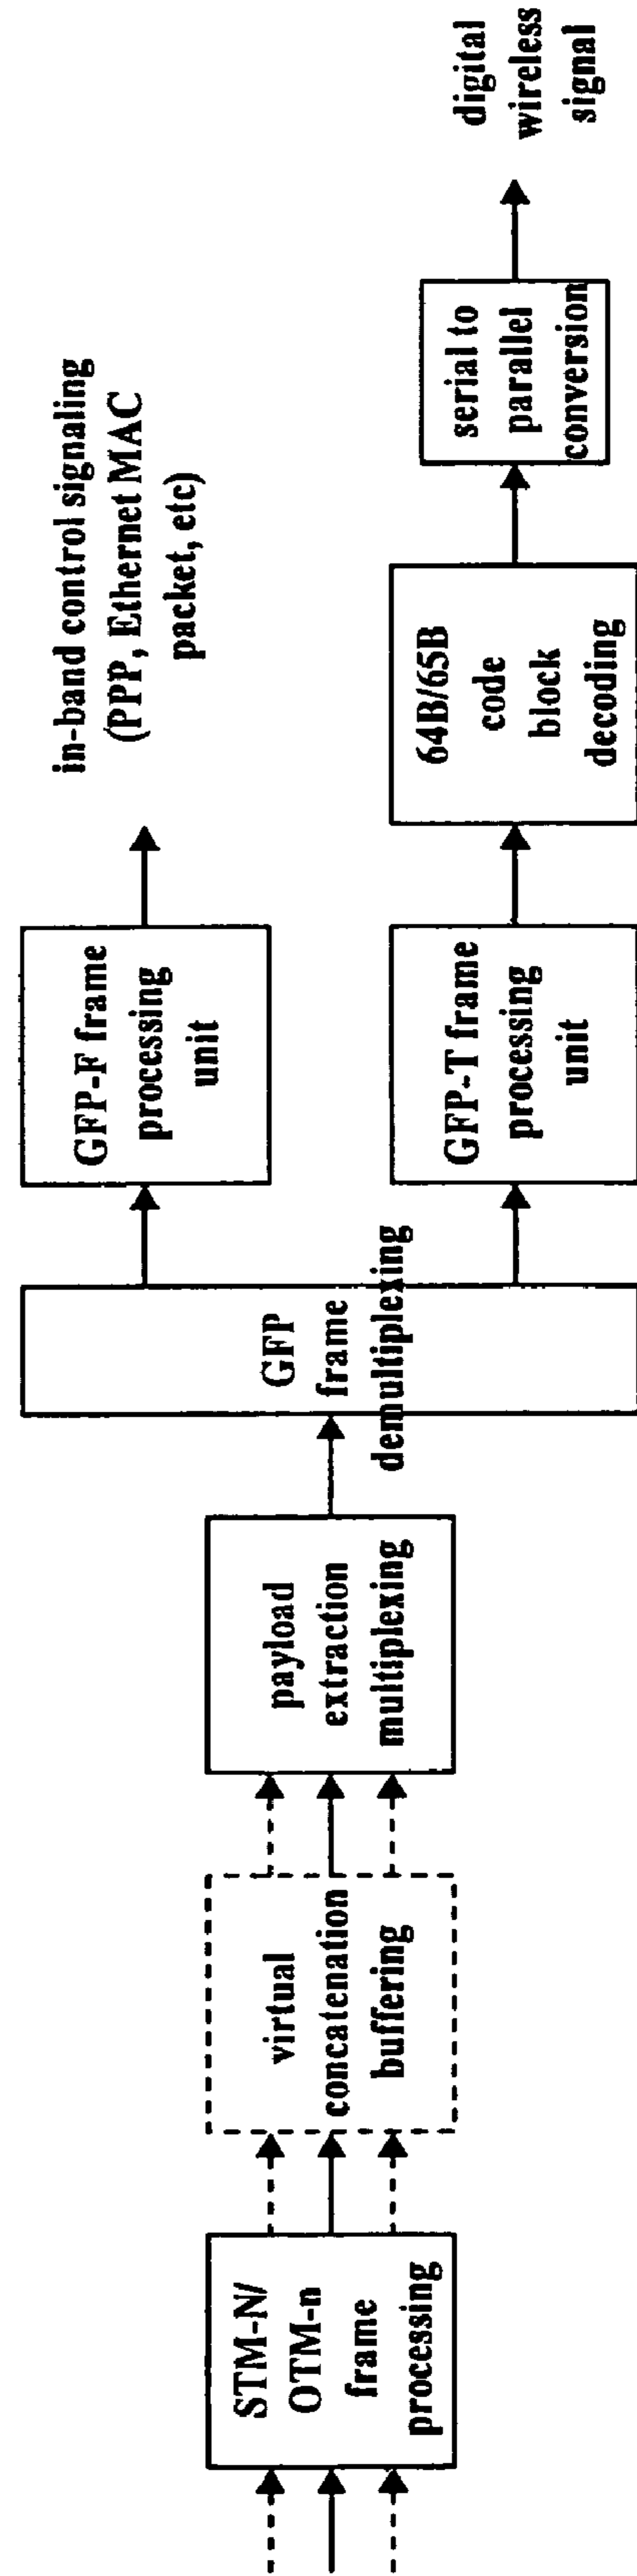 STM-N/
OTM-n
frame
processing
virtual
concatenation
buffering
payload
extraction
multiplexing
GFP
frame
demultiplexing
GFP-F frame
processing
unit
in-band control signaling
(PPP, Ethernet MAC
packet, etc)
GFP-T frame
processing
unit
64B/65B
code
block
decoding
serial to
parallel
conversion
digital
wireless
signal